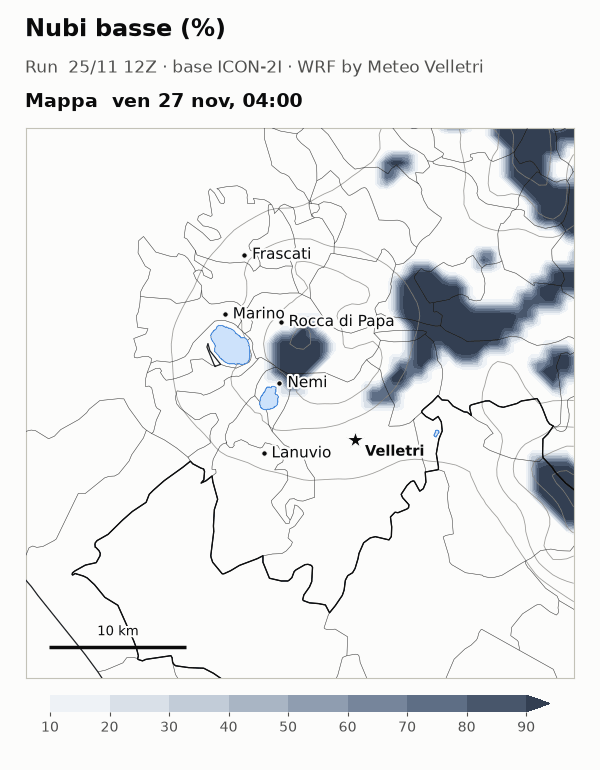 Nubi basse (%)
Run  25/11 12Z · base ICON-2I · WRF by Meteo Velletri
Mappa  ven 27 nov, 04:00
Frascati
Marino
Rocca di Papa
Nemi
Velletri
Lanuvio
10 km
10 20 30 40 50 60 70 80 90